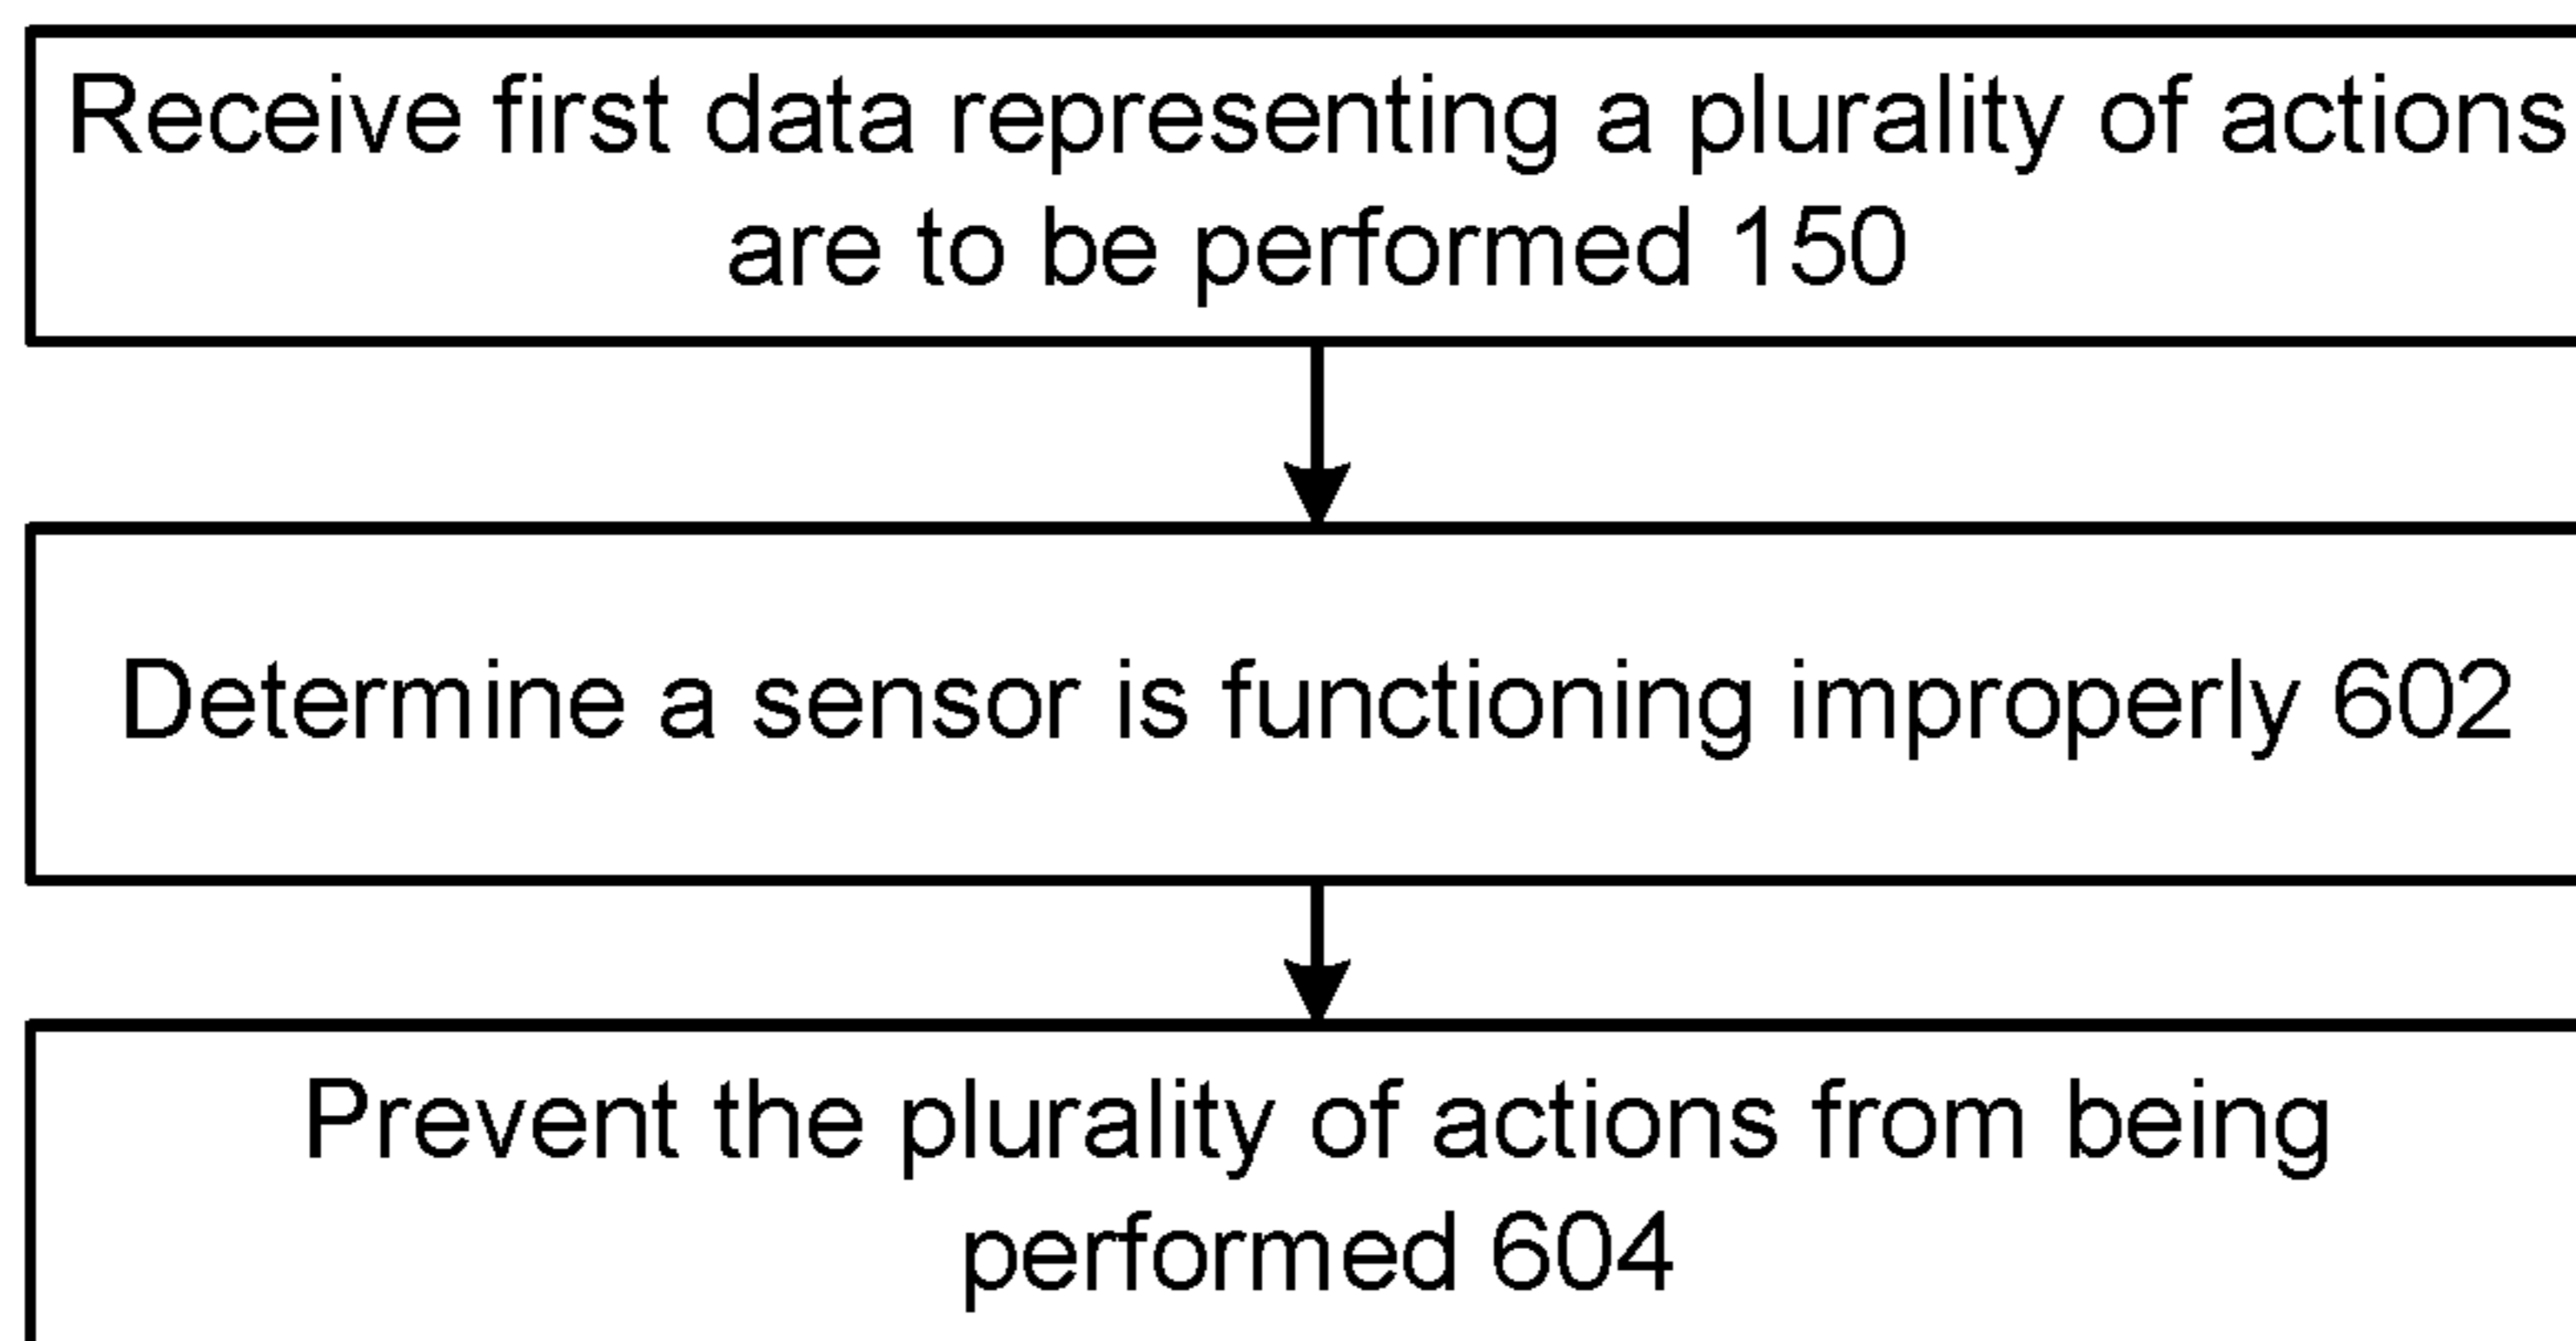 Receive first data representing a plurality of actions
are to be performed 150
Determine a sensor is functioning improperly 602
Prevent the plurality of actions from being
performed 604